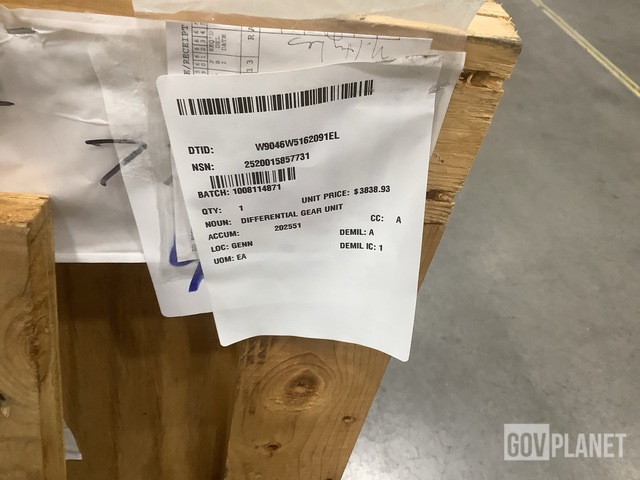 DTID: W9046W5162091EL
NSN: 2520015857731
BATCH: 1008114871
QTY: 1 UNIT PRICE: $3838.93
NOUN: DIFFERENTIAL GEAR UNIT
ACCUM: 202551 CC: A
LOC: GENN DEMIL: A
UOM: EA DEMIL IC: 1
GOVPLANET